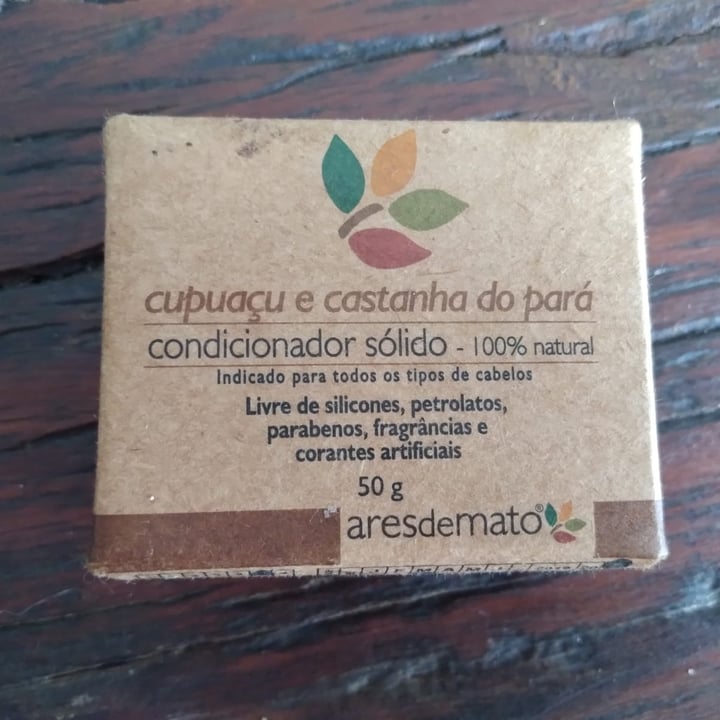 cupuaçu e castanha do pará
condicionador sólido - 100% natural
Indicado para todos os tipos de cabelos
Livre de silicones, petrolatos,
parabenos, fragrâncias e
corantes artificiais
50 g
aresdemato®